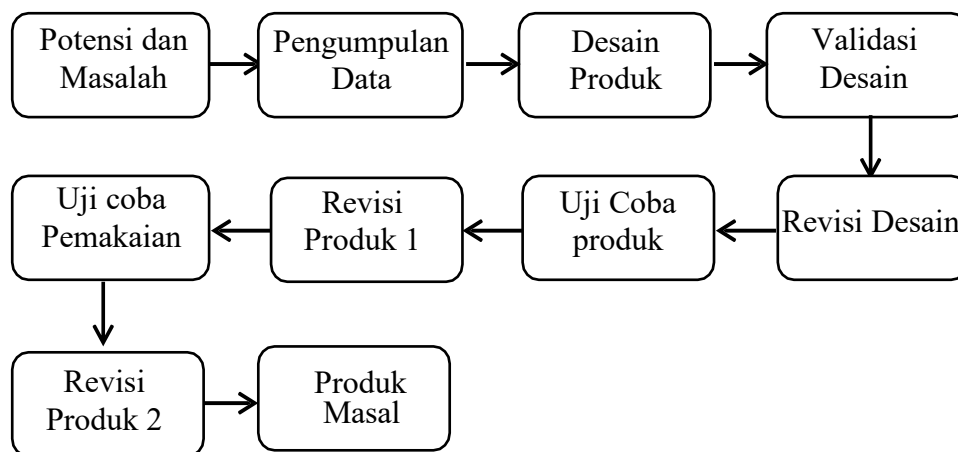 Potensi dan
Masalah
Pengumpulan
Data
Desain
Produk
Validasi
Desain
Revisi Desain
Uji Coba
produk
Revisi
Produk 1
Uji coba
Pemakaian
Revisi
Produk 2
Produk
Masal